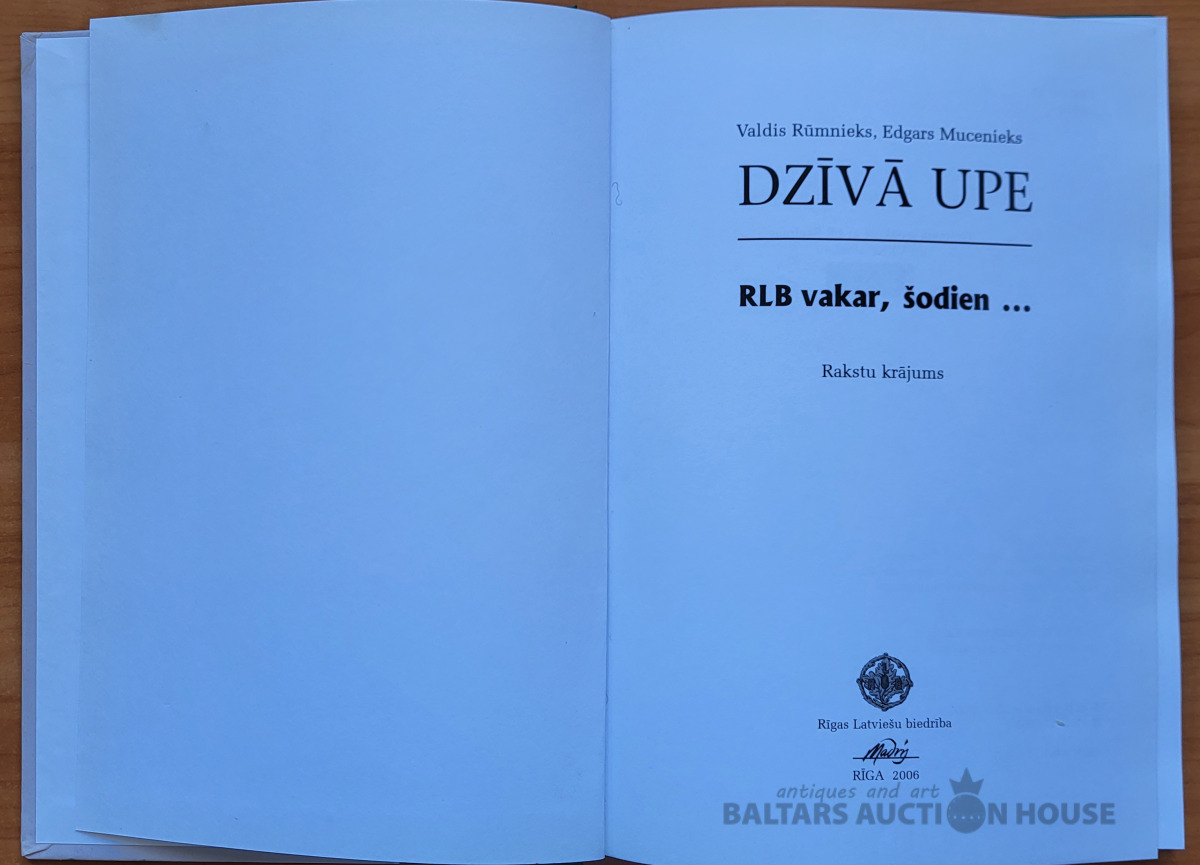 Valdis Rūmnieks, Edgars Mucenieks
DZĪVĀ UPE
RLB vakar, šodien ...
Rakstu krājums
Rīgas Latviešu biedrība
Madris
RĪGA 2006
antiques and art
BALTARS AUCTION HOUSE